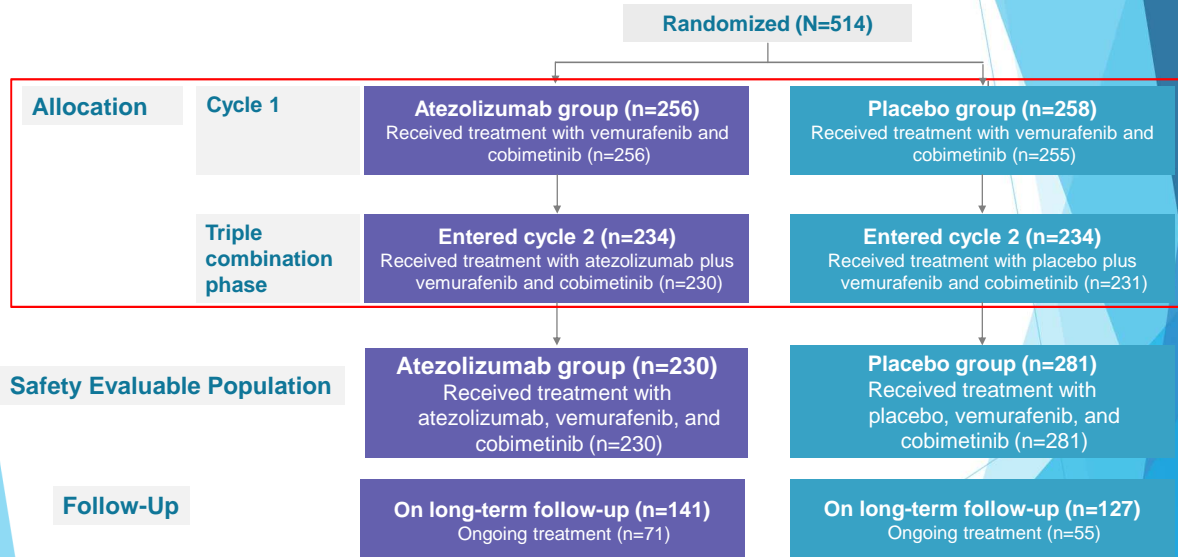 Randomized (N=514)
Allocation
Cycle 1
Atezolizumab group (n=256)
Received treatment with vemurafenib and
cobimetinib (n=256)
Placebo group (n=258)
Received treatment with vemurafenib and
cobimetinib (n=255)
Triple
combination
phase
Entered cycle 2 (n=234)
Received treatment with atezolizumab plus
vemurafenib and cobimetinib (n=230)
Entered cycle 2 (n=234)
Received treatment with placebo plus
vemurafenib and cobimetinib (n=231)
Safety Evaluable Population
Atezolizumab group (n=230)
Received treatment with
atezolizumab, vemurafenib, and
cobimetinib (n=230)
Placebo group (n=281)
Received treatment with
placebo, vemurafenib, and
cobimetinib (n=281)
Follow-Up
On long-term follow-up (n=141)
Ongoing treatment (n=71)
On long-term follow-up (n=127)
Ongoing treatment (n=55)